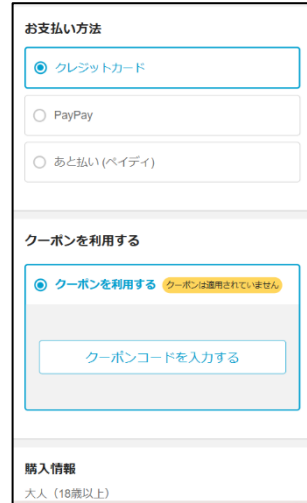 お支払い方法
クレジットカード
PayPay
あと払い (ペイディ)
クーポンを利用する
クーポンを利用する クーポンは適用されていません
クーポンコードを入力する
購入情報
大人（18歳以上）